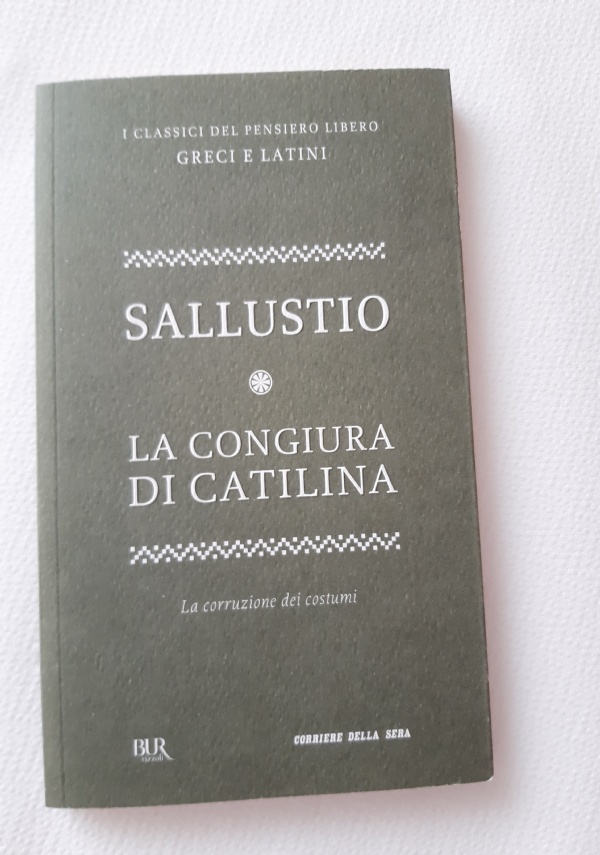 I CLASSICI DEL PENSIERO LIBERO
GRECI E LATINI
SALLUSTIO
LA CONGIURA
DI CATILINA
La corruzione dei costumi
BUR
rizzoli
CORRIERE DELLA SERA